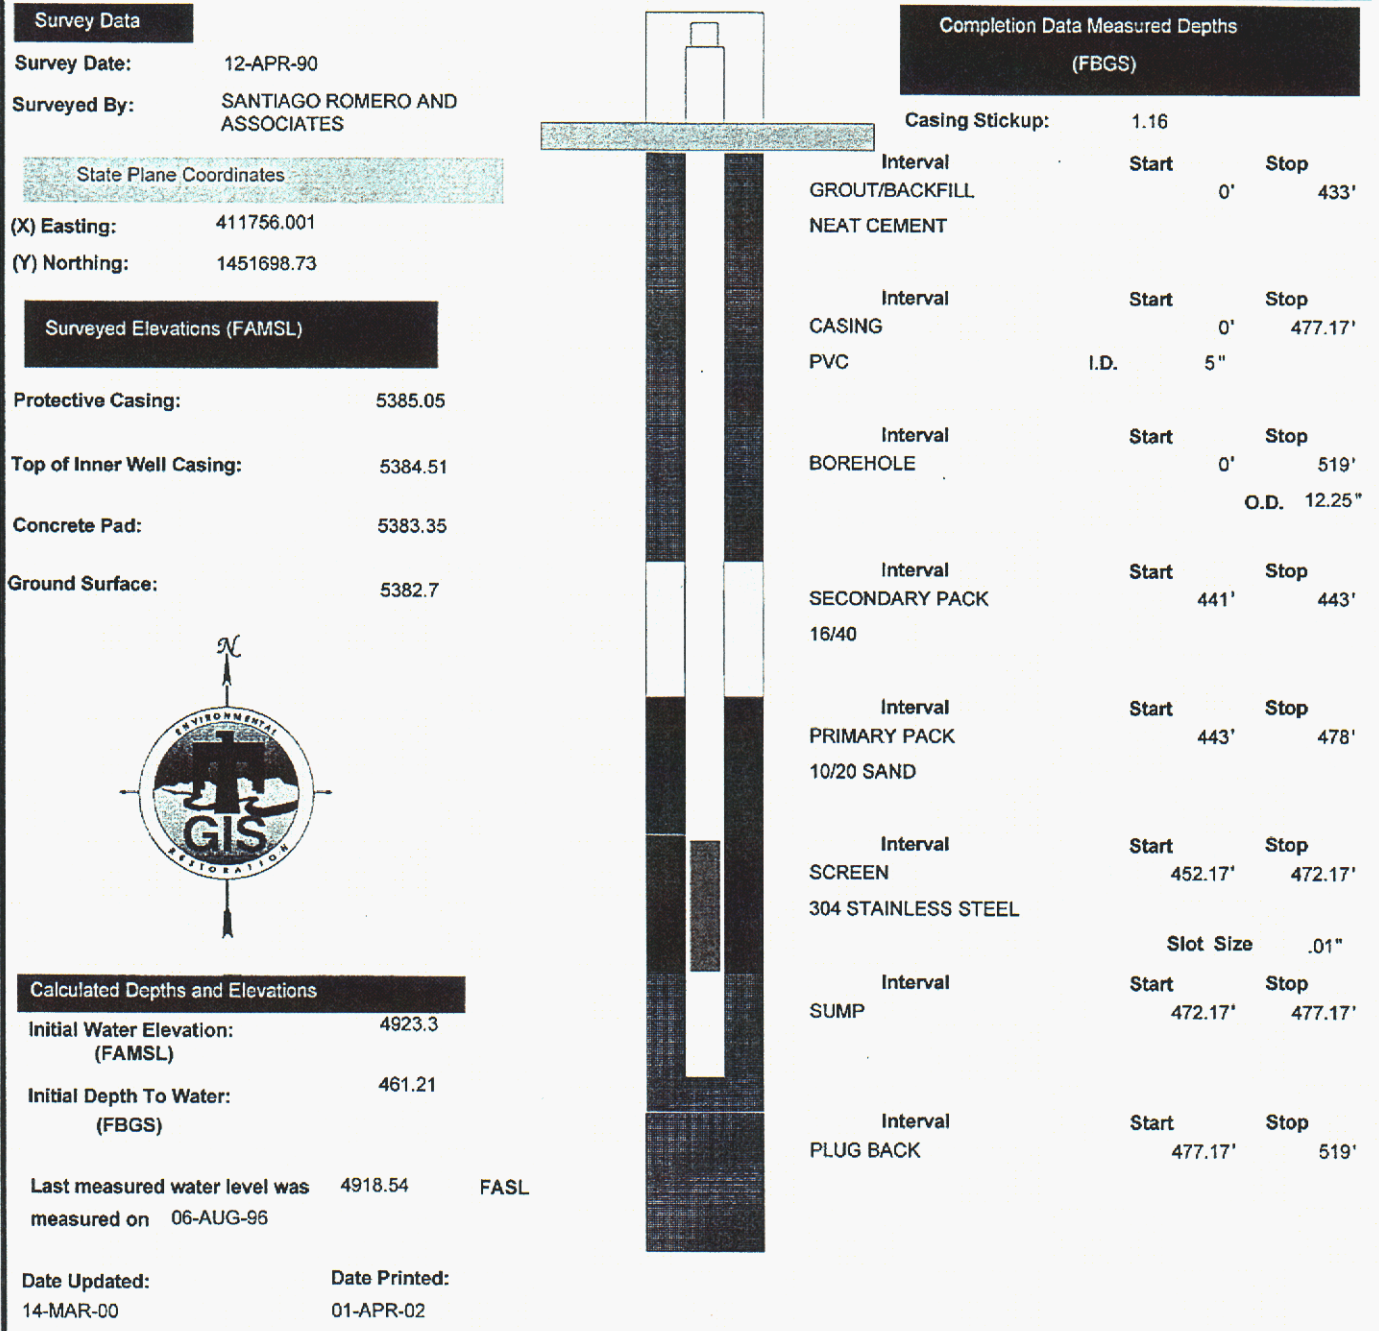 Survey Data
Survey Date: 12-APR-90
Surveyed By: SANTIAGO ROMERO AND
ASSOCIATES
State Plane Coordinates
(X) Easting: 411756.001
(Y) Northing: 1451698.73
Surveyed Elevations (FAMSL)
Protective Casing: 5385.05
Top of Inner Well Casing: 5384.51
Concrete Pad: 5383.35
Ground Surface: 5382.7
N
ENVIRONMENTAL
GIS
RESTORATION
Calculated Depths and Elevations
Initial Water Elevation: 4923.3
(FAMSL)
Initial Depth To Water: 461.21
(FBGS)
Last measured water level was 4918.54 FASL
measured on 06-AUG-96
Date Updated: Date Printed:
14-MAR-00 01-APR-02
Completion Data Measured Depths
(FBGS)
Casing Stickup: 1.16
Interval Start Stop
GROUT/BACKFILL 0' 433'
NEAT CEMENT
Interval Start Stop
CASING 0' 477.17'
PVC I.D. 5"
Interval Start Stop
BOREHOLE 0' 519'
O.D. 12.25"
Interval Start Stop
SECONDARY PACK 441' 443'
16/40
Interval Start Stop
PRIMARY PACK 443' 478'
10/20 SAND
Interval Start Stop
SCREEN 452.17' 472.17'
304 STAINLESS STEEL
Slot Size .01"
Interval Start Stop
SUMP 472.17' 477.17'
Interval Start Stop
PLUG BACK 477.17' 519'